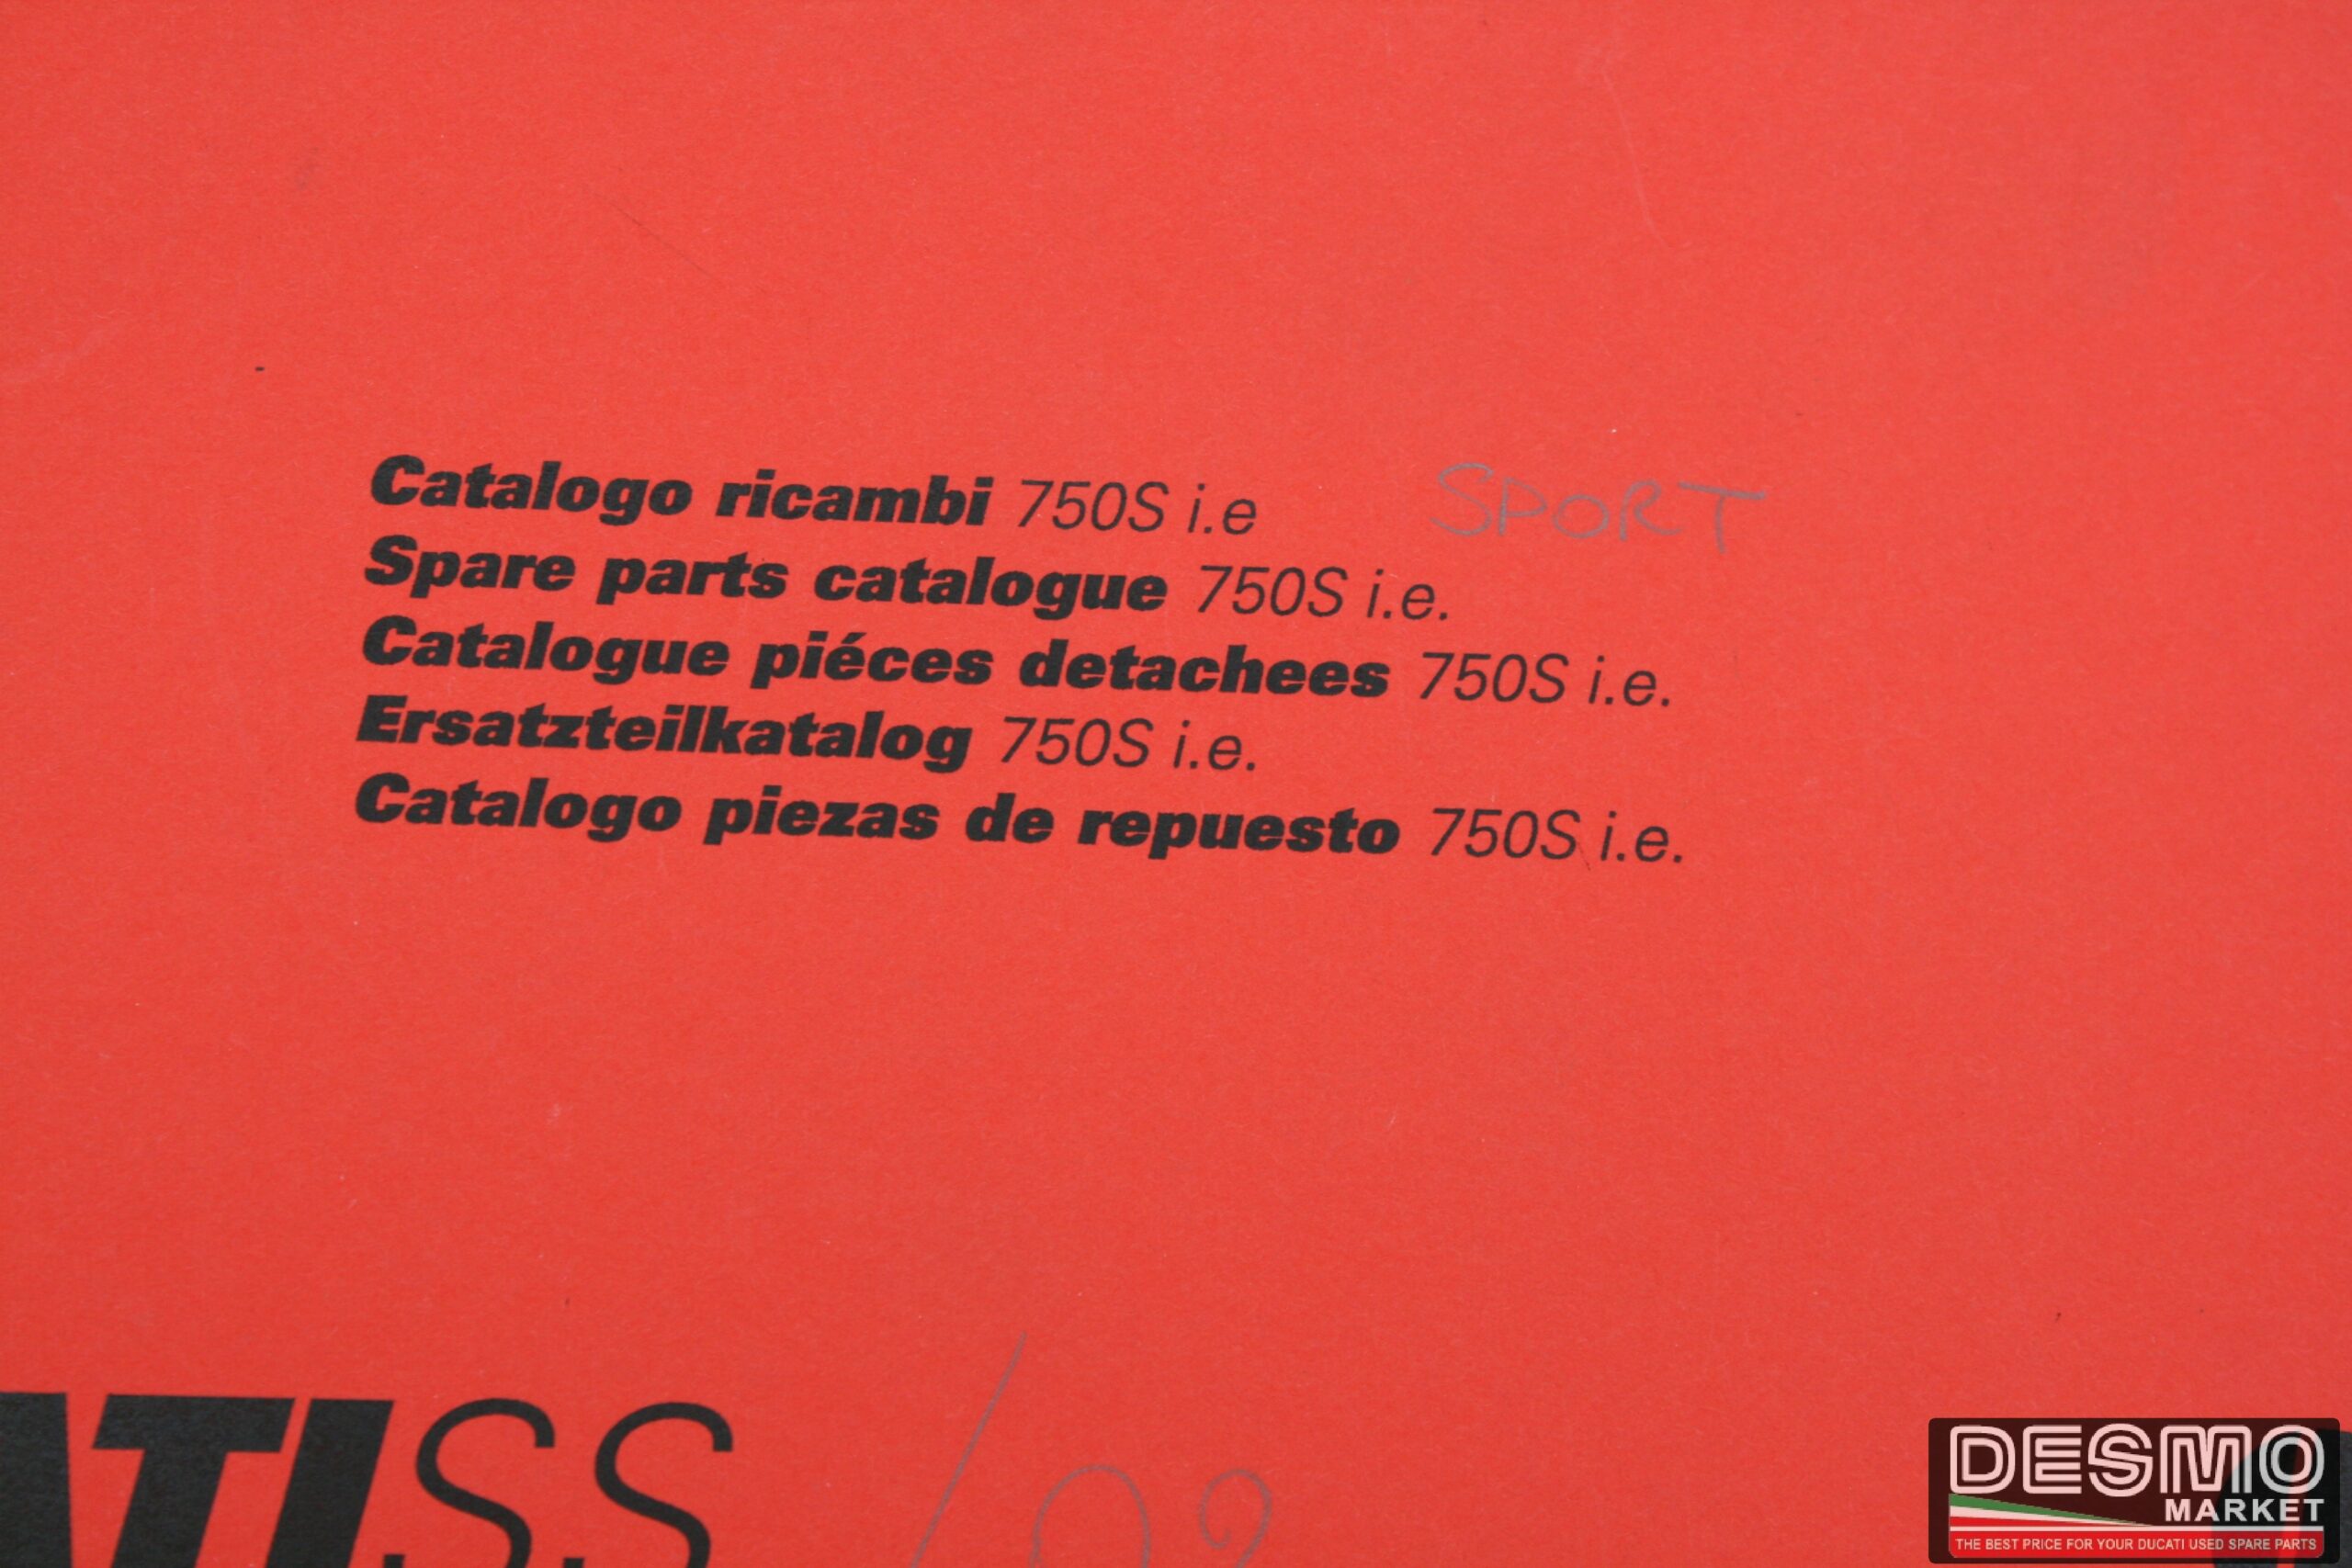 Catalogo ricambi 750S i.e SPORT
Spare parts catalogue 750S i.e.
Catalogue piéces detachees 750S i.e.
Ersatzteilkatalog 750S i.e.
Catalogo piezas de repuesto 750S i.e.
ATI S.S
DESMO
MARKET
THE BEST PRICE FOR YOUR DUCATI USED SPARE PARTS